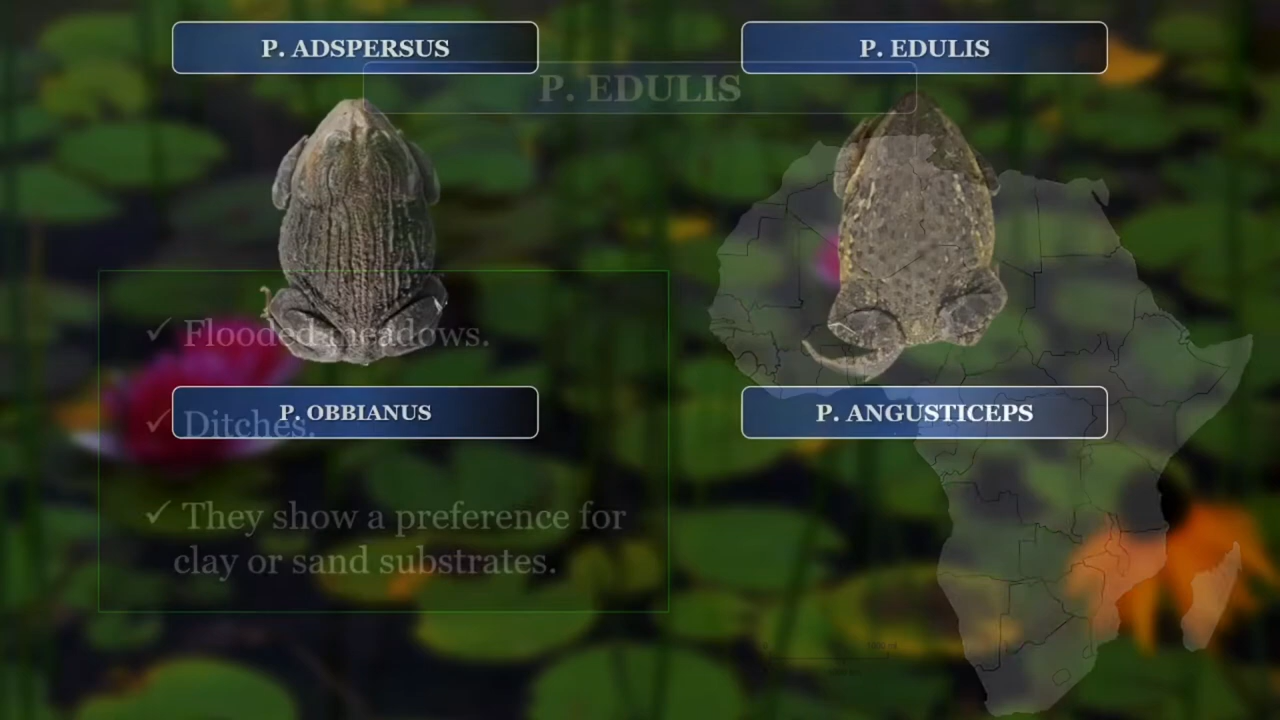 P. ADSPERSUS
P. EDULIS
P. EDULIS
✓ Flooded meadows.
P. OBBIANUS
P. ANGUSTICEPS
✓ Ditches.
✓ They show a preference for
clay or sand substrates.